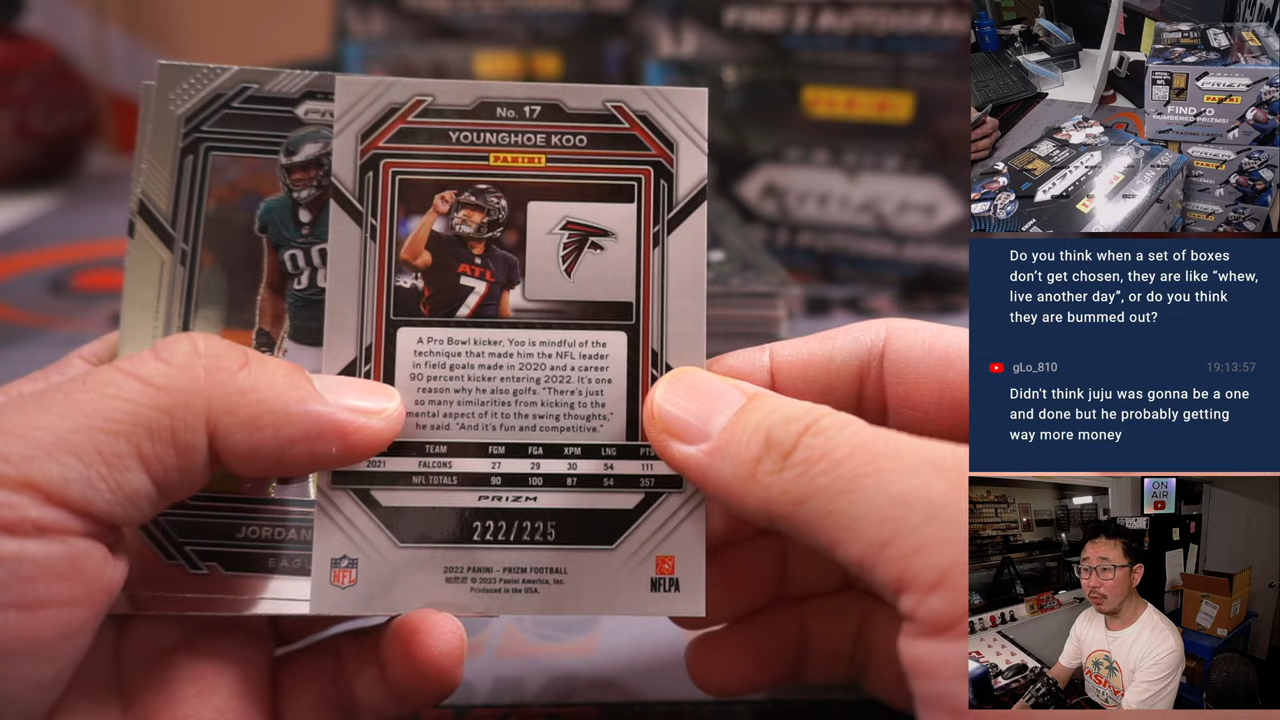 No. 17
YOUNGHOE KOO
PANINI
ATL
7
A Pro Bowl kicker, Yoo is mindful of the
technique that made him the NFL leader
in field goals made in 2020 and a career
90 percent kicker entering 2022. It's one
reason why he also golfs. "There's just
so many similarities from kicking to the
mental aspect of it to the swing thoughts,"
he said. "And it's fun and competitive."
TEAM FGM FGA XPM LNG PTS
2021 FALCONS 27 29 30 54 111
NFL TOTALS 90 100 87 54 357
PRIZM
222/225
NFL
2022 PANINI – PRIZM FOOTBALL
© 2023 Panini America, Inc.
Produced in the USA.
NFLPA
JORDAN
PANINI
PRIZM
FIND 10
NUMBERED PRIZMS!
Do you think when a set of boxes
don't get chosen, they are like "whew,
live another day", or do you think
they are bummed out?
gLo_810 19:13:57
Didn't think juju was gonna be a one
and done but he probably getting
way more money
ON
AIR